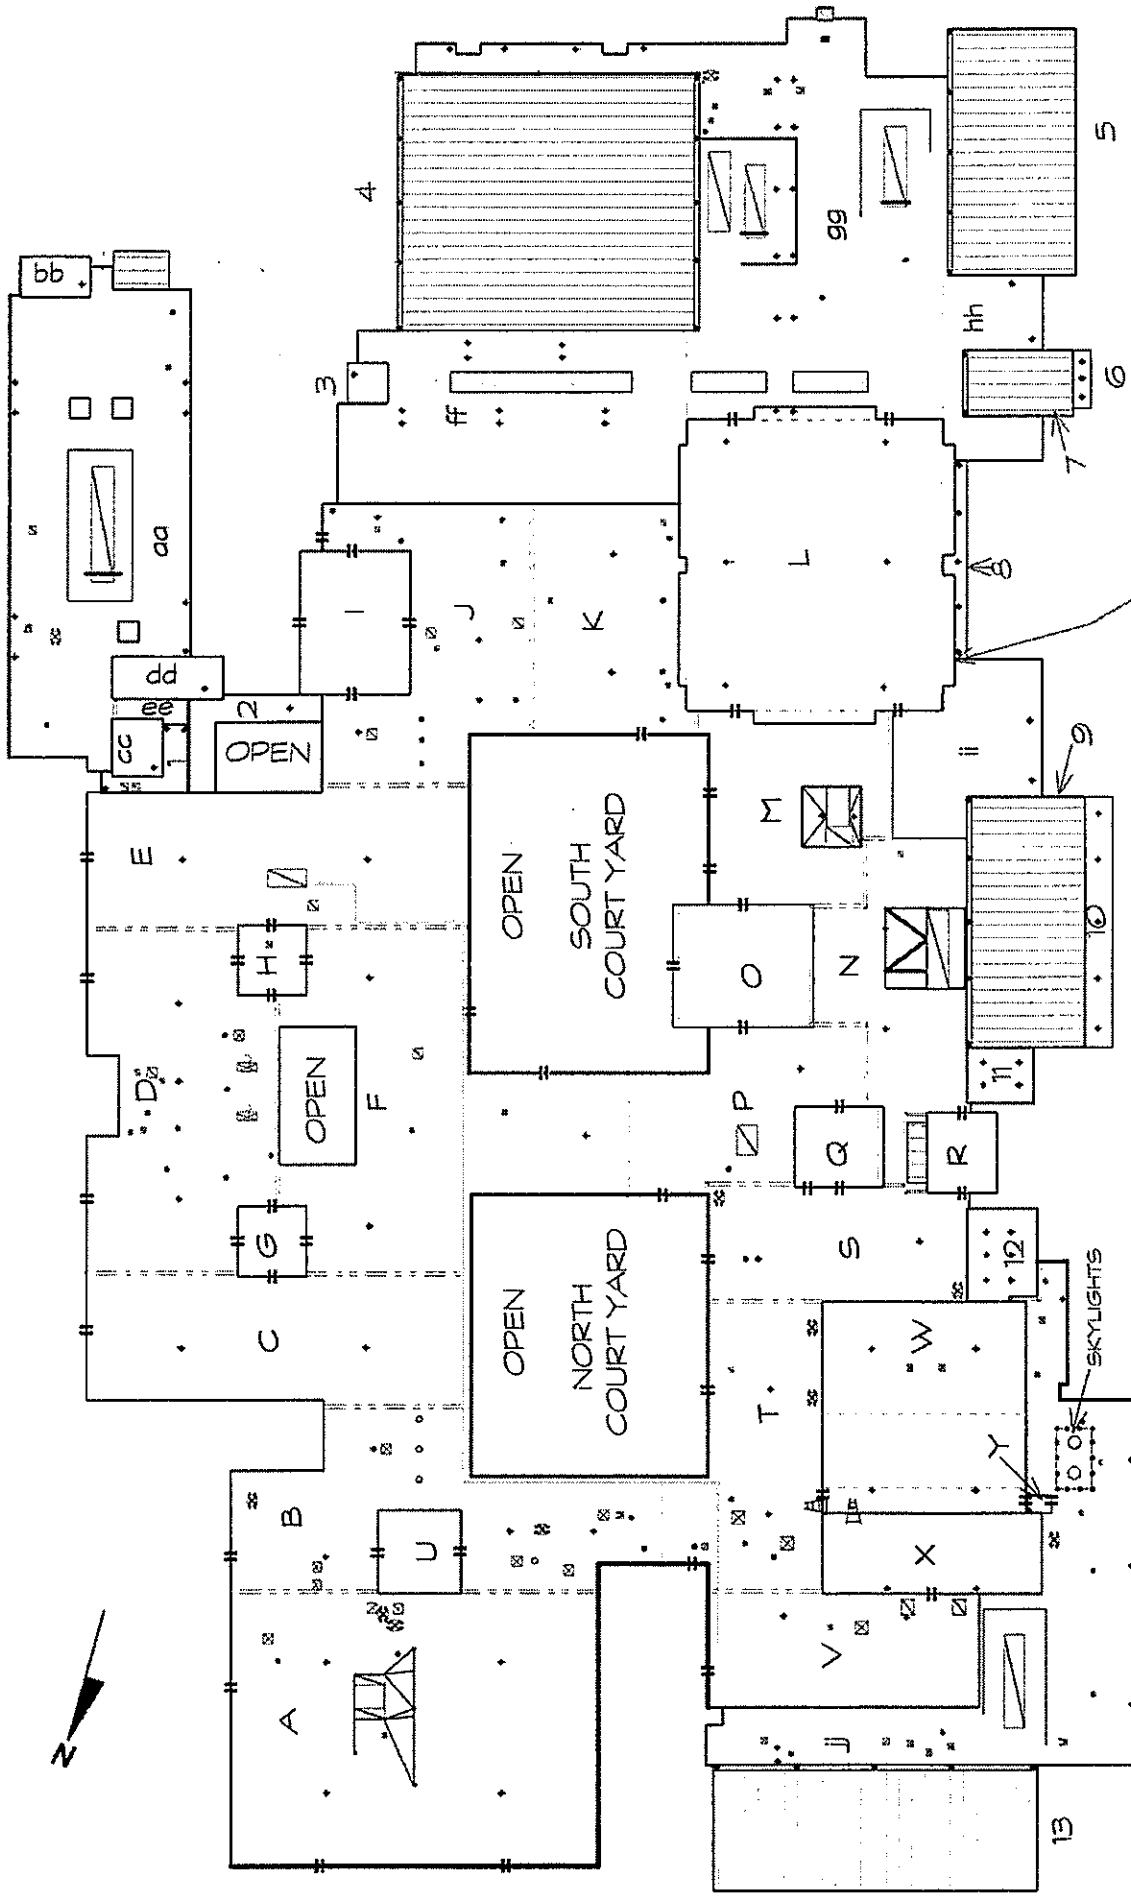 N
bb
cc
ee
dd
aa
1
2
OPEN
E
D
H
G
C
OPEN
F
B
A
U
I
3
4
J
ff
K
OPEN
SOUTH
COURT YARD
OPEN
NORTH
COURT YARD
L
M
O
N
P
Q
R
S
T
gg
hh
5
6
7
8
ii
9
10
11
12
W
Y
SKYLIGHTS
X
V
jj
13